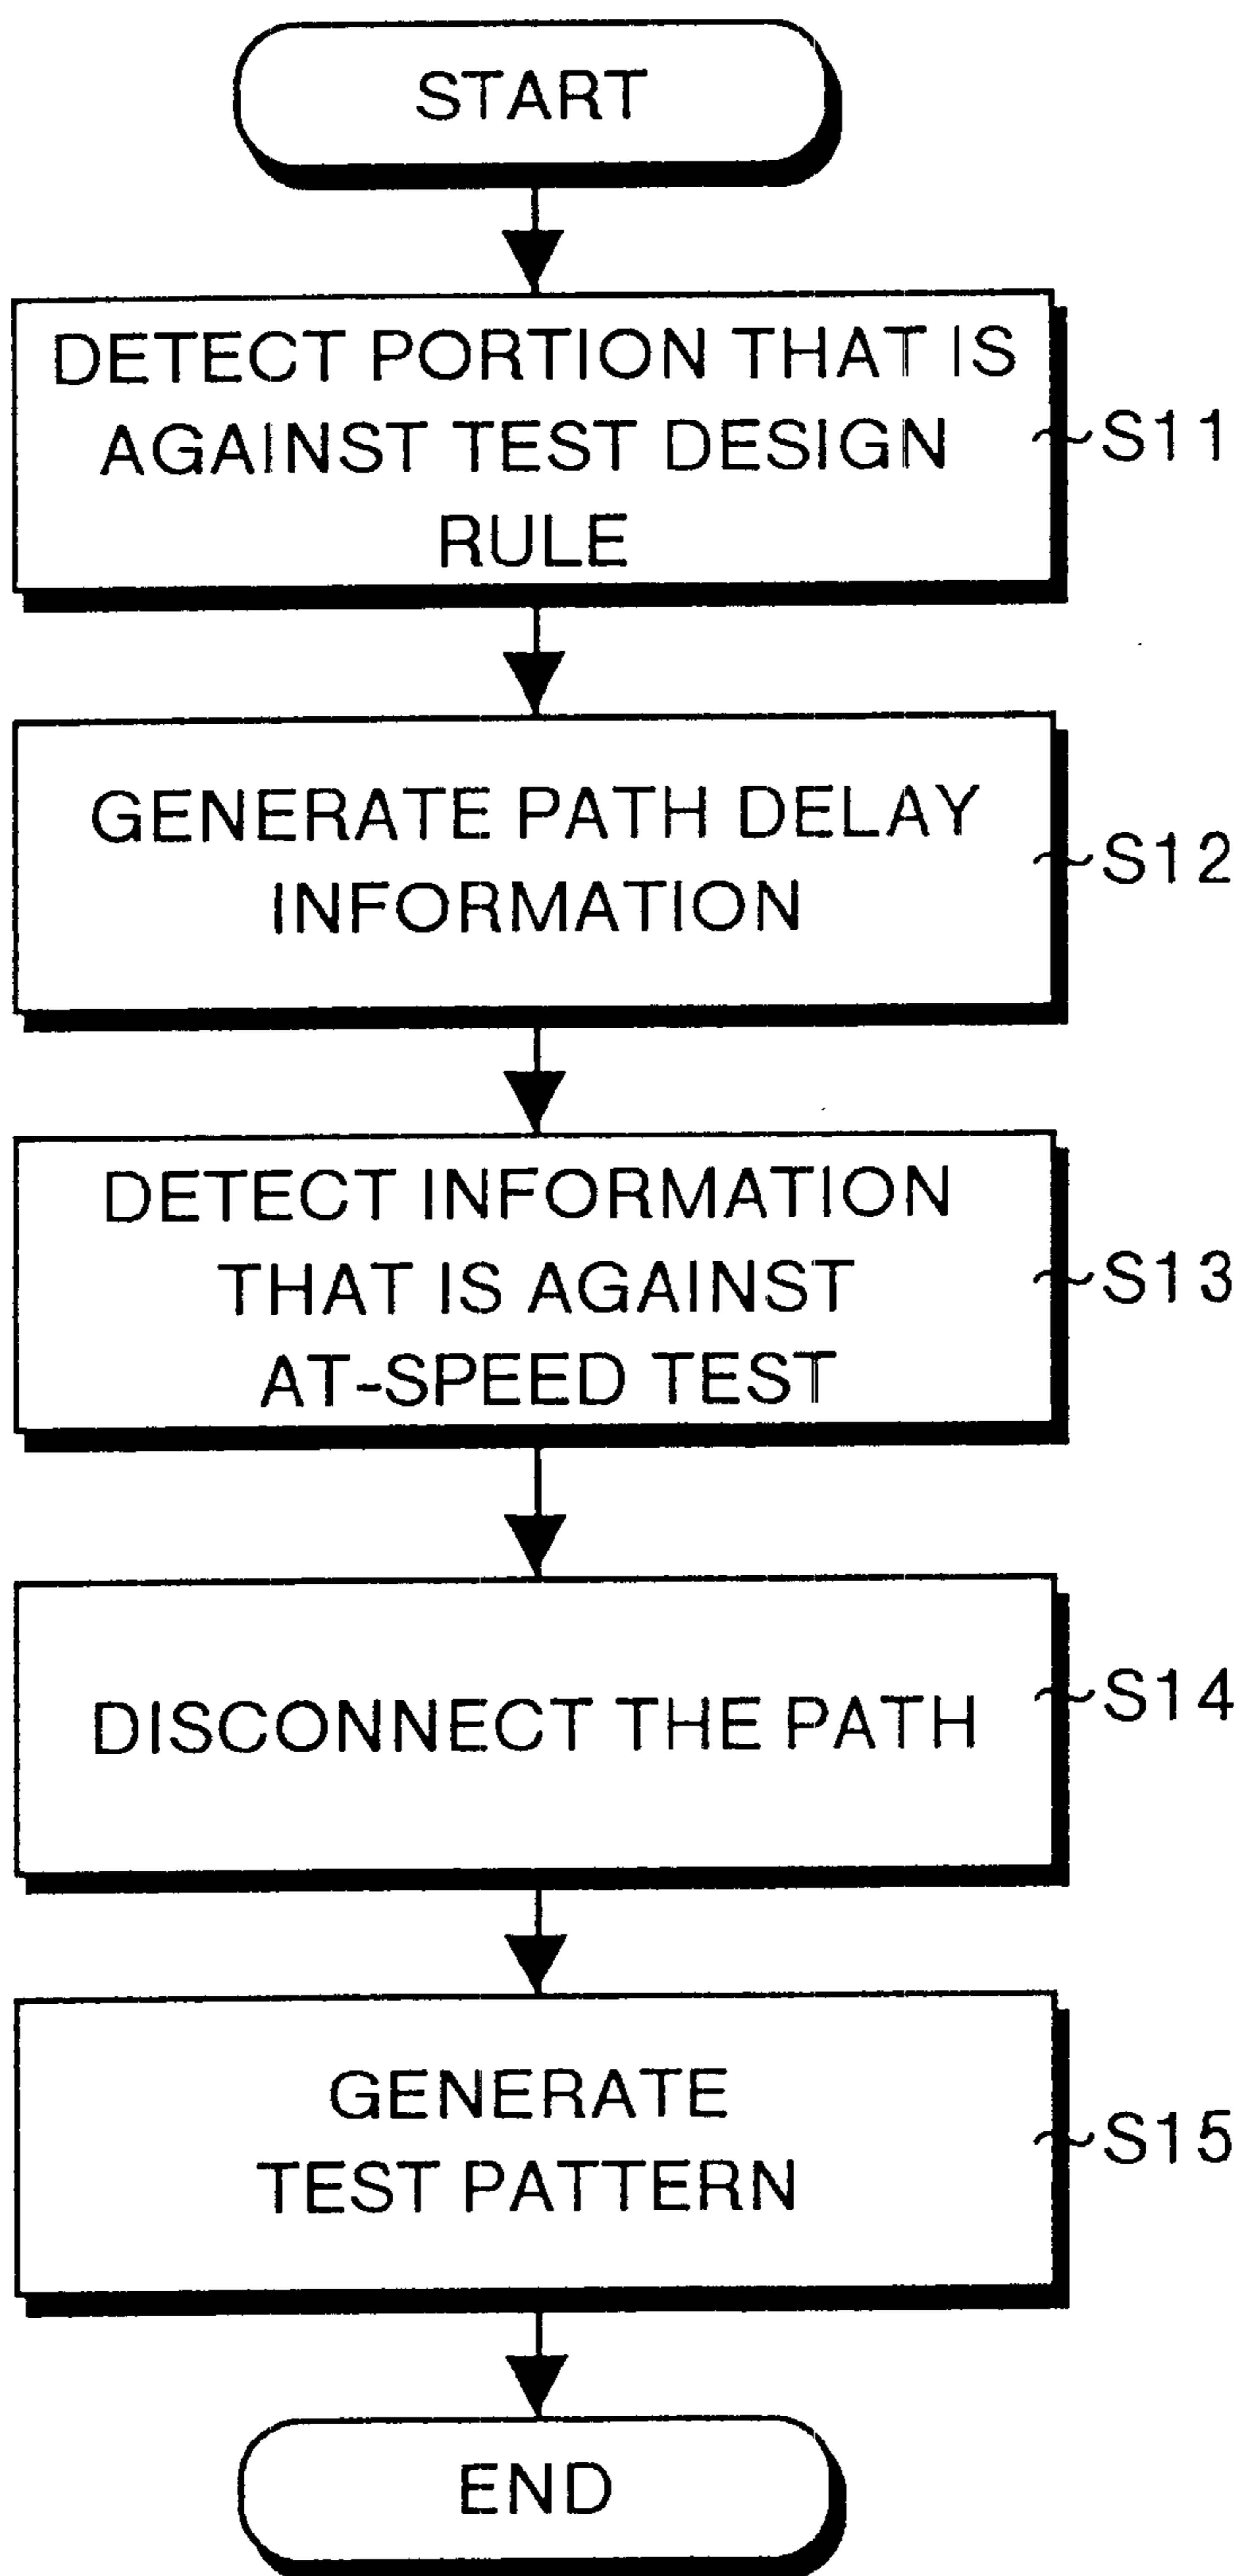 START
DETECT PORTION THAT IS
AGAINST TEST DESIGN
RULE
S11
GENERATE PATH DELAY
INFORMATION
S12
DETECT INFORMATION
THAT IS AGAINST
AT-SPEED TEST
S13
DISCONNECT THE PATH
S14
GENERATE
TEST PATTERN
S15
END